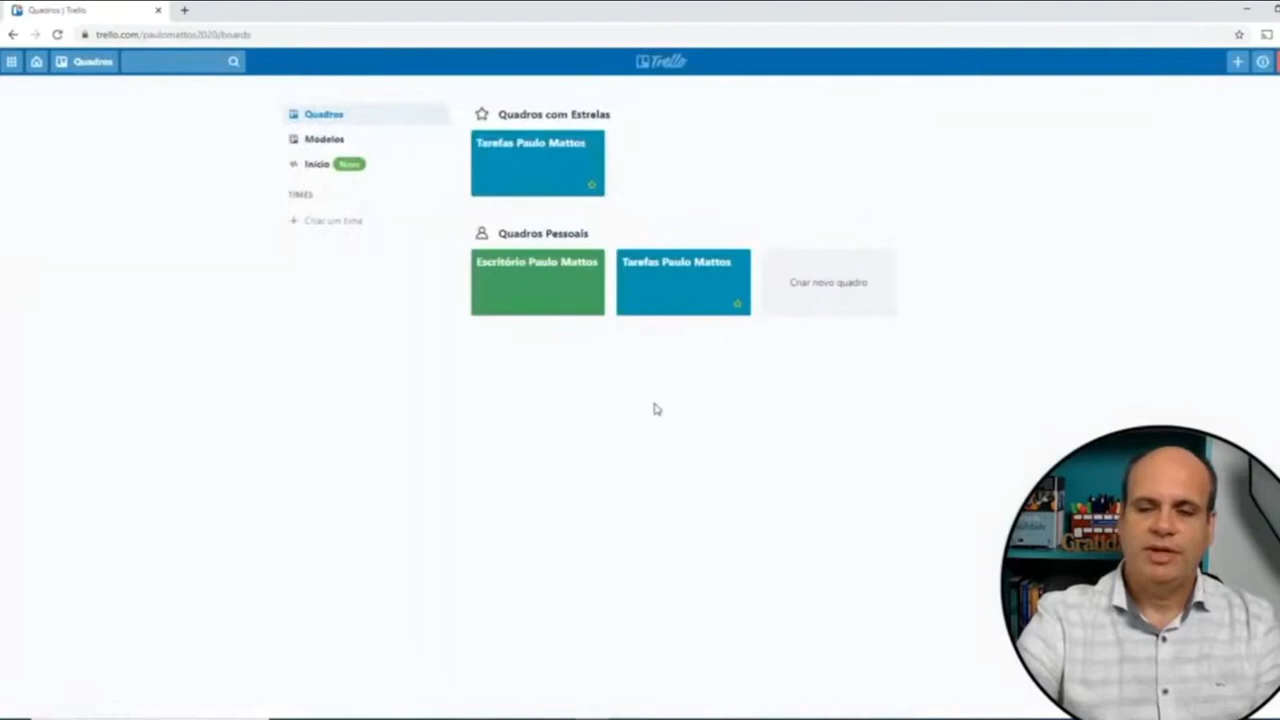 Quadros | Trello
trello.com/paulomattos2020/boards
Quadros
Trello
Quadros
Modelos
Início Novo
TIMES
Criar um time
Quadros com Estrelas
Tarefas Paulo Mattos
Quadros Pessoais
Escritório Paulo Mattos
Tarefas Paulo Mattos
Criar novo quadro